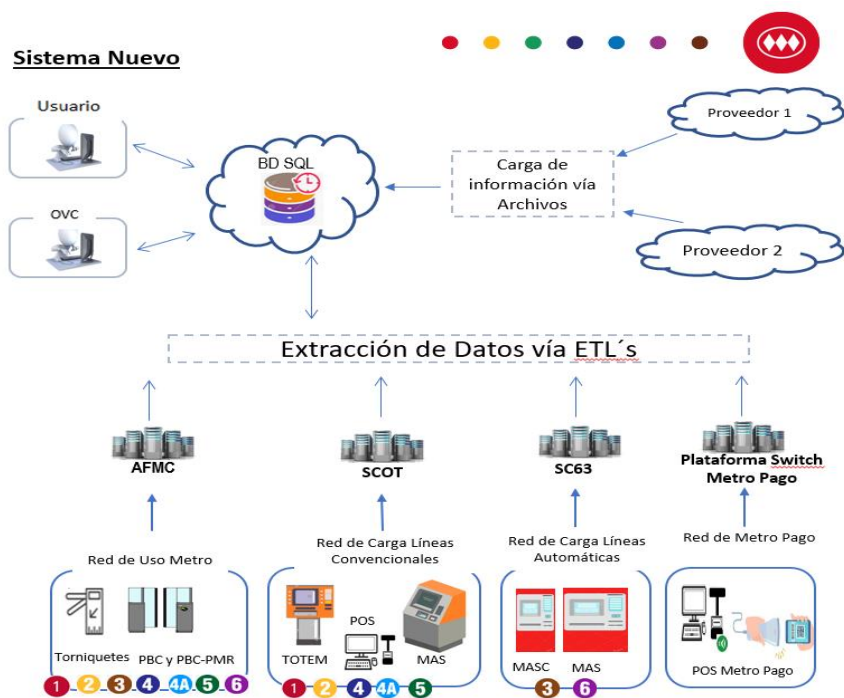 Sistema Nuevo
Usuario
OVC
BD SQL
Carga de
información vía
Archivos
Proveedor 1
Proveedor 2
Extracción de Datos vía ETL´s
AFMC
SCOT
SC63
Plataforma Switch
Metro Pago
Red de Uso Metro
Red de Carga Líneas
Convencionales
Red de Carga Líneas
Automáticas
Red de Metro Pago
Torniquetes
PBC y PBC-PMR
TOTEM
POS
MAS
MASC
MAS
POS Metro Pago
1 2 3 4 4A 5 6
1 2 4 4A 5
3 6